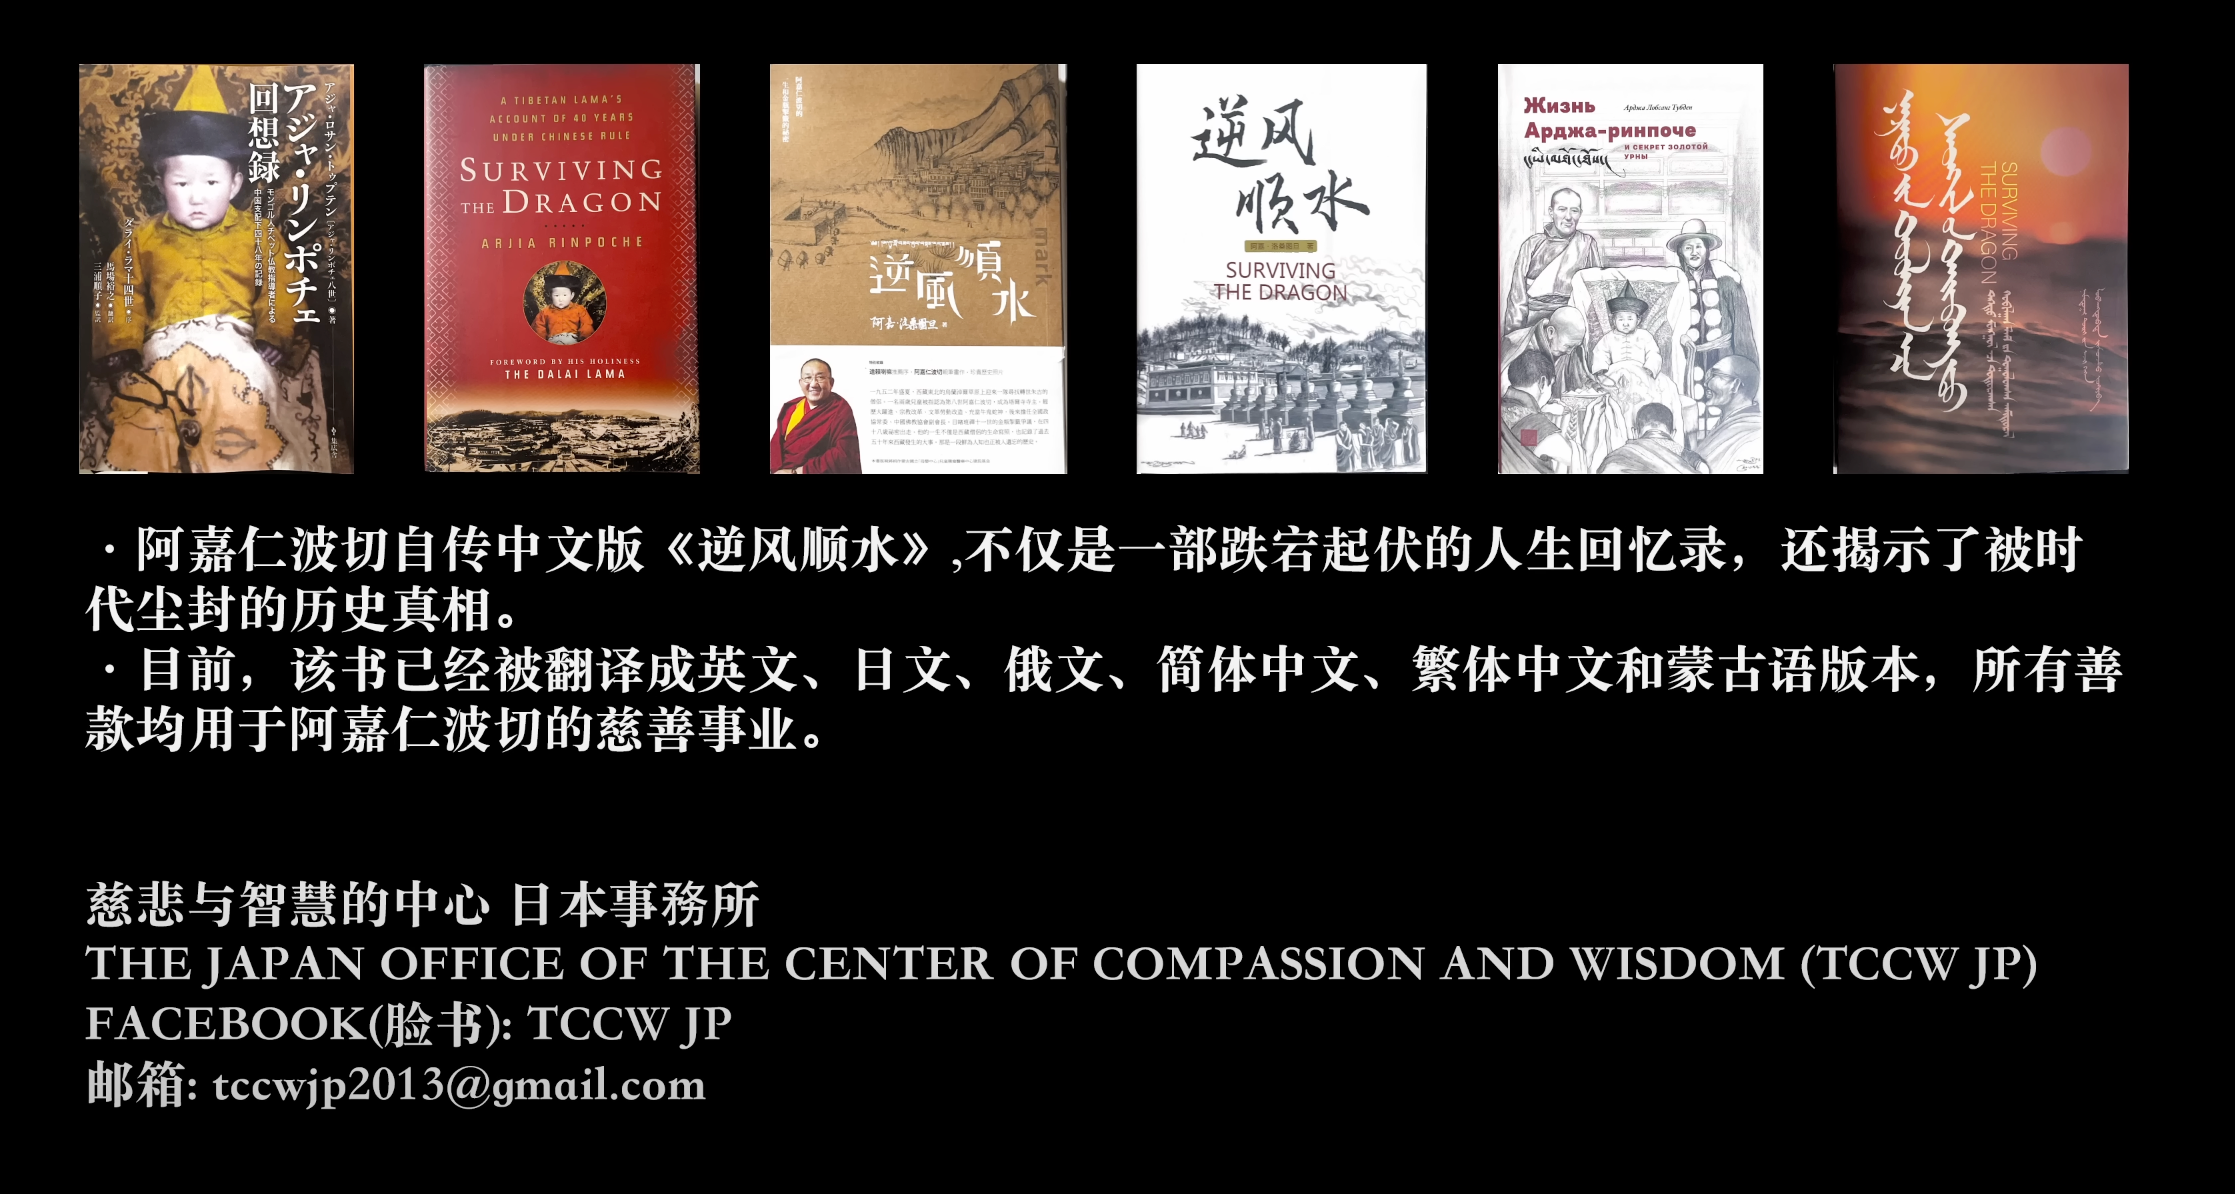 アジャ・ロサン・トゥプテン[アジャ・リンポチェ八世]◉著
アジャ・リンポチェ
回想録
モンゴル人チベット仏教指導者による
中国支配下四十八年の記録
ダライ・ラマ十四世◉序
馬場裕之◉翻訳
三浦順子◉監訳
集広舎
A TIBETAN LAMA'S
ACCOUNT OF 40 YEARS
UNDER CHINESE RULE
SURVIVING
THE DRAGON
ARJIA RINPOCHE
FOREWORD BY HIS HOLINESS
THE DALAI LAMA
阿嘉仁波切的
mark
逆風順水
阿嘉·洛桑圖旦 著
逆风
顺水
阿嘉·洛桑图旦 著
SURVIVING
THE DRAGON
Жизнь
Арджа Лобсанг Тубден
Арджа-ринпоче
И СЕКРЕТ ЗОЛОТОЙ
УРНЫ
SURVIVING
THE DRAGON
·阿嘉仁波切自传中文版《逆风顺水》,不仅是一部跌宕起伏的人生回忆录，还揭示了被时
代尘封的历史真相。
·目前，该书已经被翻译成英文、日文、俄文、简体中文、繁体中文和蒙古语版本，所有善
款均用于阿嘉仁波切的慈善事业。
慈悲与智慧的中心 日本事務所
THE JAPAN OFFICE OF THE CENTER OF COMPASSION AND WISDOM (TCCW JP)
FACEBOOK(脸书): TCCW JP
邮箱: tccwjp2013@gmail.com